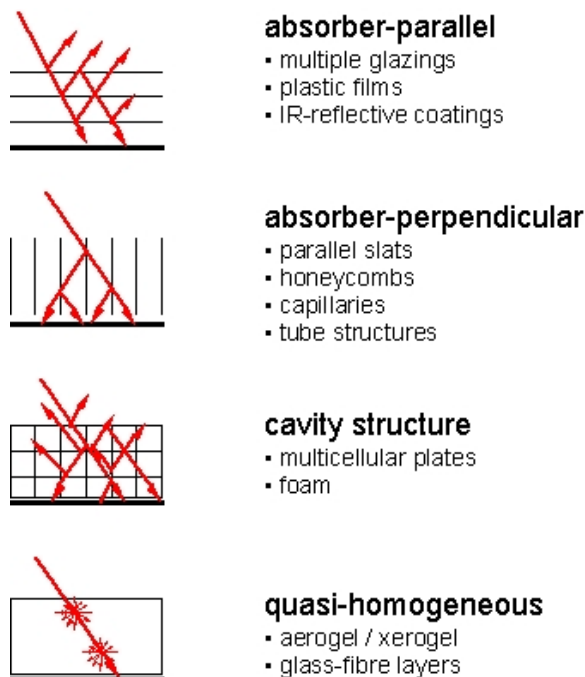 absorber-parallel
▪ multiple glazings
▪ plastic films
▪ IR-reflective coatings
absorber-perpendicular
▪ parallel slats
▪ honeycombs
▪ capillaries
▪ tube structures
cavity structure
▪ multicellular plates
▪ foam
quasi-homogeneous
▪ aerogel / xerogel
▪ glass-fibre layers